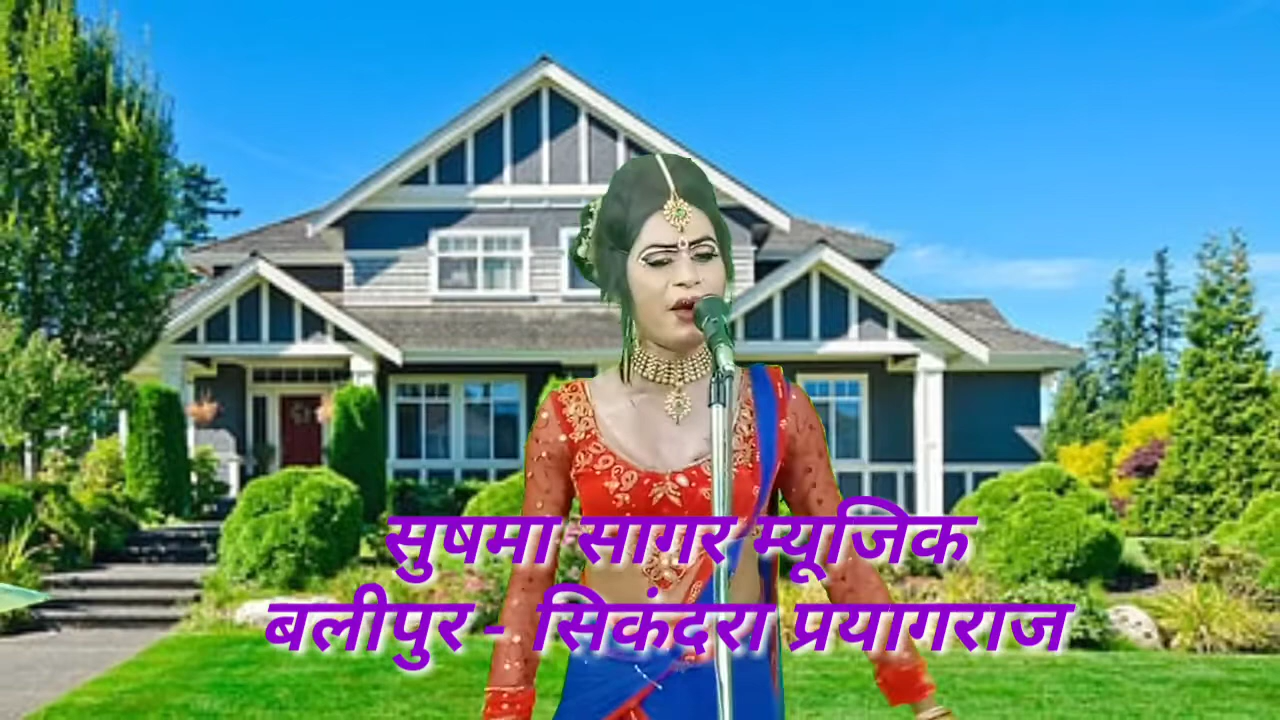 सुषमा सागर म्यूजिक
बलीपुर - सिकंदरा प्रयागराज